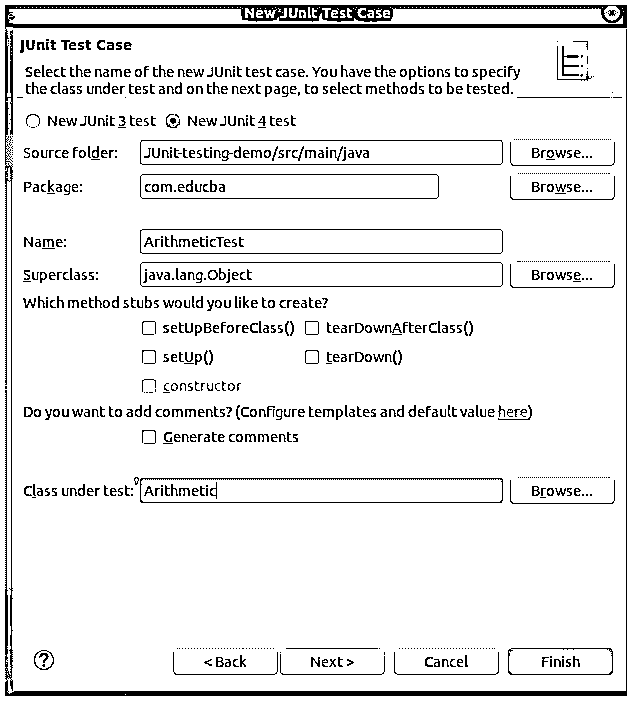 New JUnit Test Case
JUnit Test Case
Select the name of the new JUnit test case. You have the options to specify
the class under test and on the next page, to select methods to be tested.
New JUnit 3 test New JUnit 4 test
Source folder: JUnit-testing-demo/src/main/java Browse...
Package: com.educba Browse...
Name: ArithmeticTest
Superclass: java.lang.Object Browse...
Which method stubs would you like to create?
setUpBeforeClass() tearDownAfterClass()
setUp() tearDown()
constructor
Do you want to add comments? (Configure templates and default value here)
Generate comments
Class under test: Arithmetic Browse...
? < Back Next > Cancel Finish